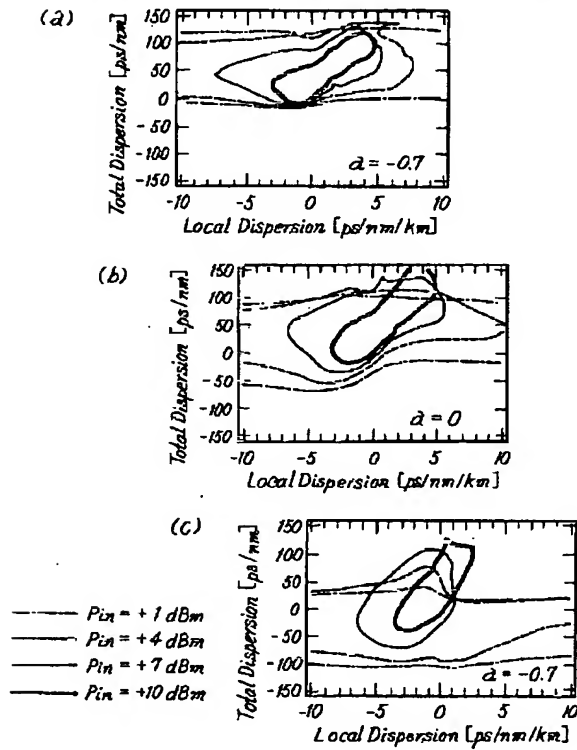 (a)
Total Dispersion [ps/nm]
150
100
50
0
-50
-100
-150
a = -0.7
-10
-5
0
5
10
Local Dispersion [ps/nm/km]
(b)
Total Dispersion [ps/nm]
150
100
50
0
-50
-100
-150
a = 0
-10
-5
0
5
10
Local Dispersion [ps/nm/km]
(c)
Total Dispersion [ps/nm]
150
100
50
0
-50
-100
-150
a = -0.7
-10
-5
0
5
10
Local Dispersion [ps/nm/km]
Pin = +1 dBm
Pin = +4 dBm
Pin = +7 dBm
Pin = +10 dBm